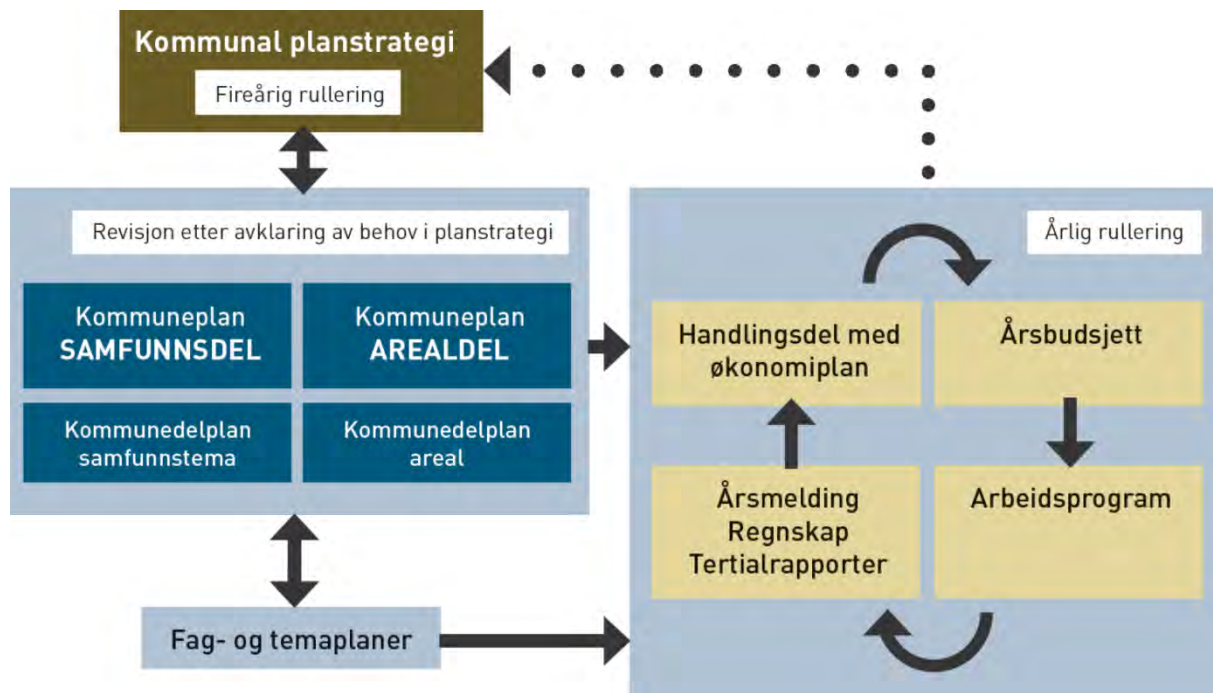 Kommunal planstrategi
Fireårig rullering
Revisjon etter avklaring av behov i planstrategi
Kommuneplan
SAMFUNNSDEL
Kommuneplan
AREALDEL
Kommunedelplan
samfunnstema
Kommunedelplan
areal
Fag- og temaplaner
Årlig rullering
Handlingsdel med
økonomiplan
Årsbudsjett
Årsmelding
Regnskap
Tertialrapporter
Arbeidsprogram